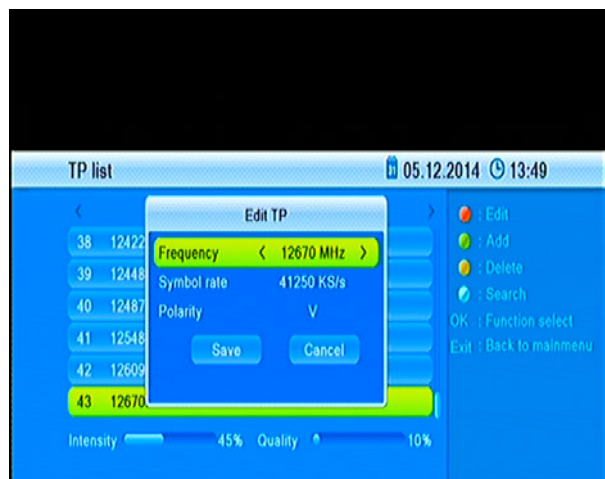 TP list 05.12.2014 13:49
< >
Edit TP
Frequency < 12670 MHz >
Symbol rate 41250 KS/s
Polarity V
Save Cancel
38 12422
39 12448
40 12487
41 12548
42 12609
43 12670
: Edit
: Add
: Delete
: Search
OK : Function select
Exit : Back to mainmenu
Intensity 45% Quality 10%